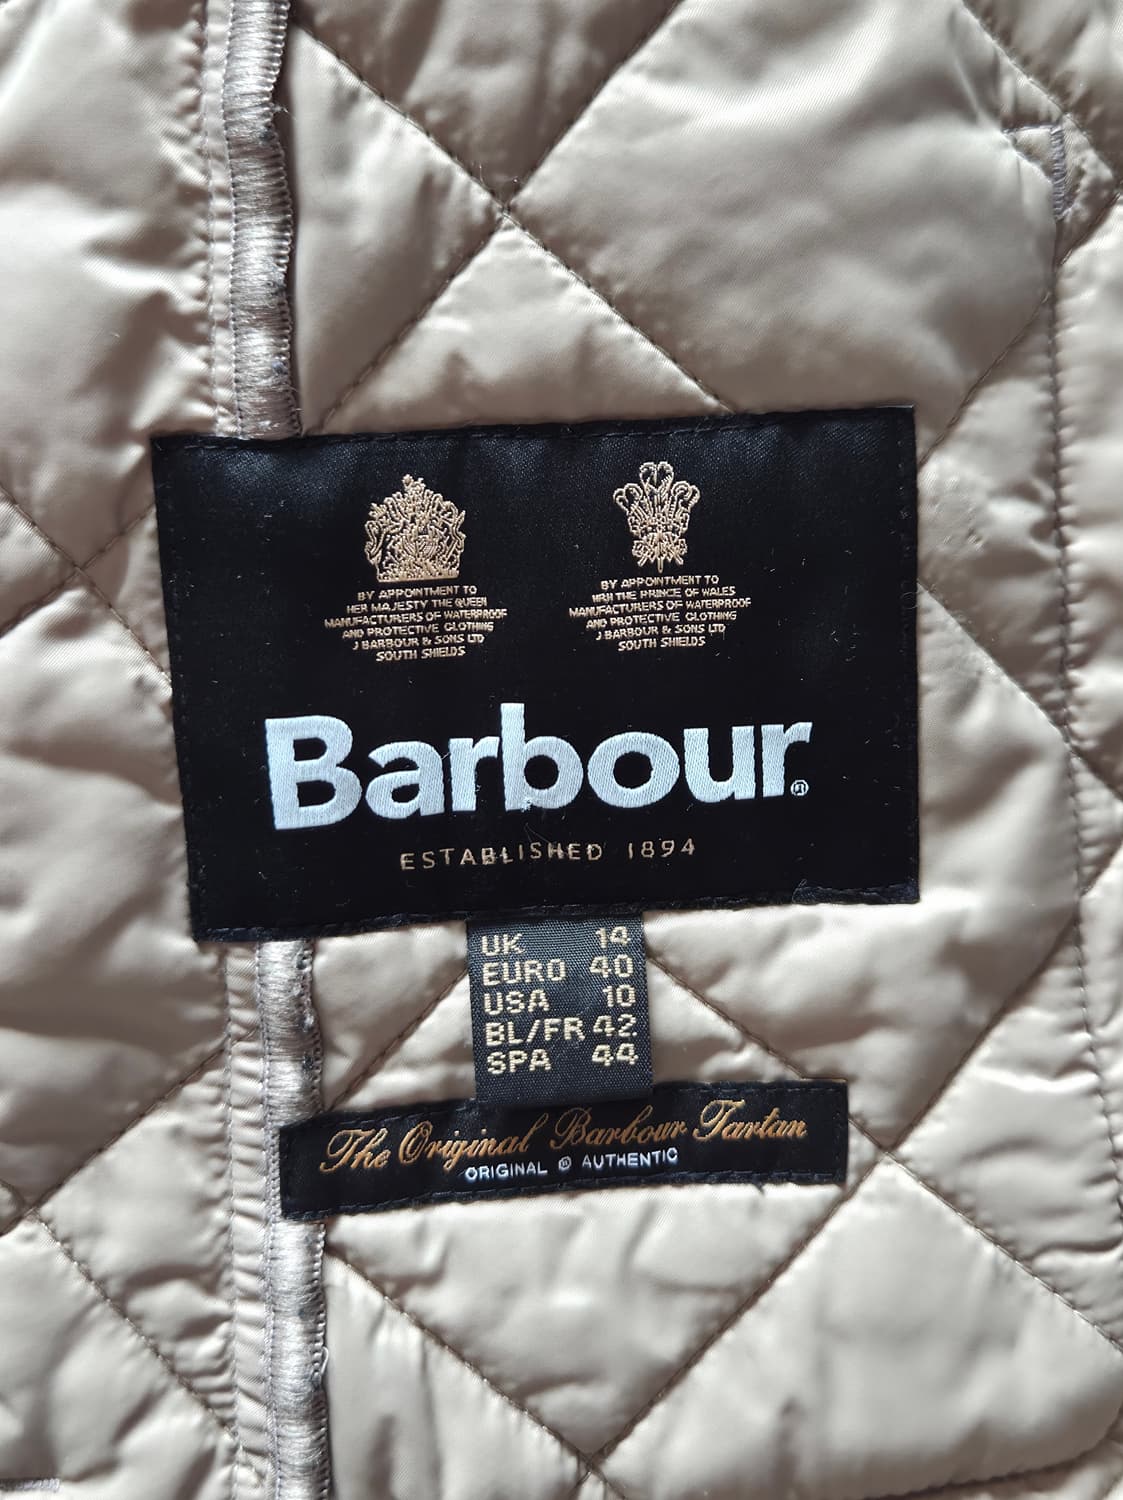 BY APPOINTMENT TO
HER MAJESTY THE QUEEN
MANUFACTURERS OF WATERPROOF
AND PROTECTIVE CLOTHING
J BARBOUR & SONS LTD
SOUTH SHIELDS
BY APPOINTMENT TO
HRH THE PRINCE OF WALES
MANUFACTURERS OF WATERPROOF
AND PROTECTIVE CLOTHING
J BARBOUR & SONS LTD
SOUTH SHIELDS
Barbour®
ESTABLISHED 1894
UK 14
EURO 40
USA 10
BL/FR 42
SPA 44
The Original Barbour Tartan
ORIGINAL ® AUTHENTIC